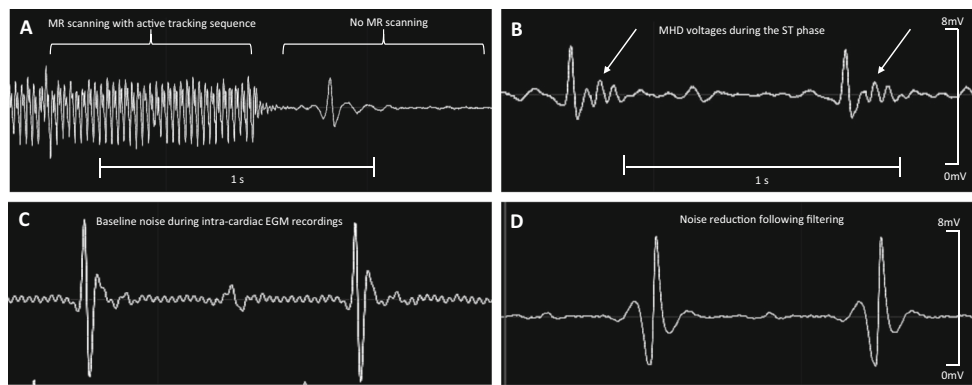 A
MR scanning with active tracking sequence
No MR scanning
1 s
B
MHD voltages during the ST phase
8mV
1 s
0mV
C
Baseline noise during intra-cardiac EGM recordings
D
Noise reduction following filtering
8mV
0mV